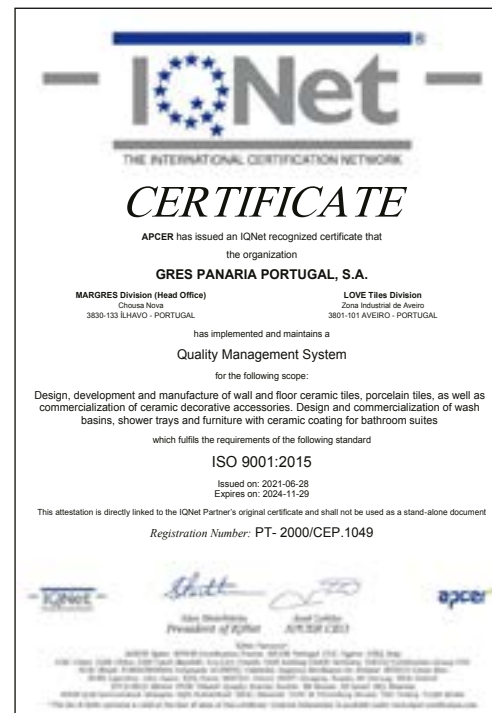 IQNet
®
THE INTERNATIONAL CERTIFICATION NETWORK
CERTIFICATE
APCER has issued an IQNet recognized certificate that
the organization
GRES PANARIA PORTUGAL, S.A.
MARGRES Division (Head Office)
Chousa Nova
3830-133 ÍLHAVO - PORTUGAL
LOVE Tiles Division
Zona Industrial de Aveiro
3801-101 AVEIRO - PORTUGAL
has implemented and maintains a
Quality Management System
for the following scope:
Design, development and manufacture of wall and floor ceramic tiles, porcelain tiles, as well as
commercialization of ceramic decorative accessories. Design and commercialization of wash
basins, shower trays and furniture with ceramic coating for bathroom suites
which fulfils the requirements of the following standard
ISO 9001:2015
Issued on: 2021-06-28
Expires on: 2024-11-29
This attestation is directly linked to the IQNet Partner's original certificate and shall not be used as a stand-alone document
Registration Number: PT- 2000/CEP.1049
IQNet
apcer
President of IQNet
APCER CEO